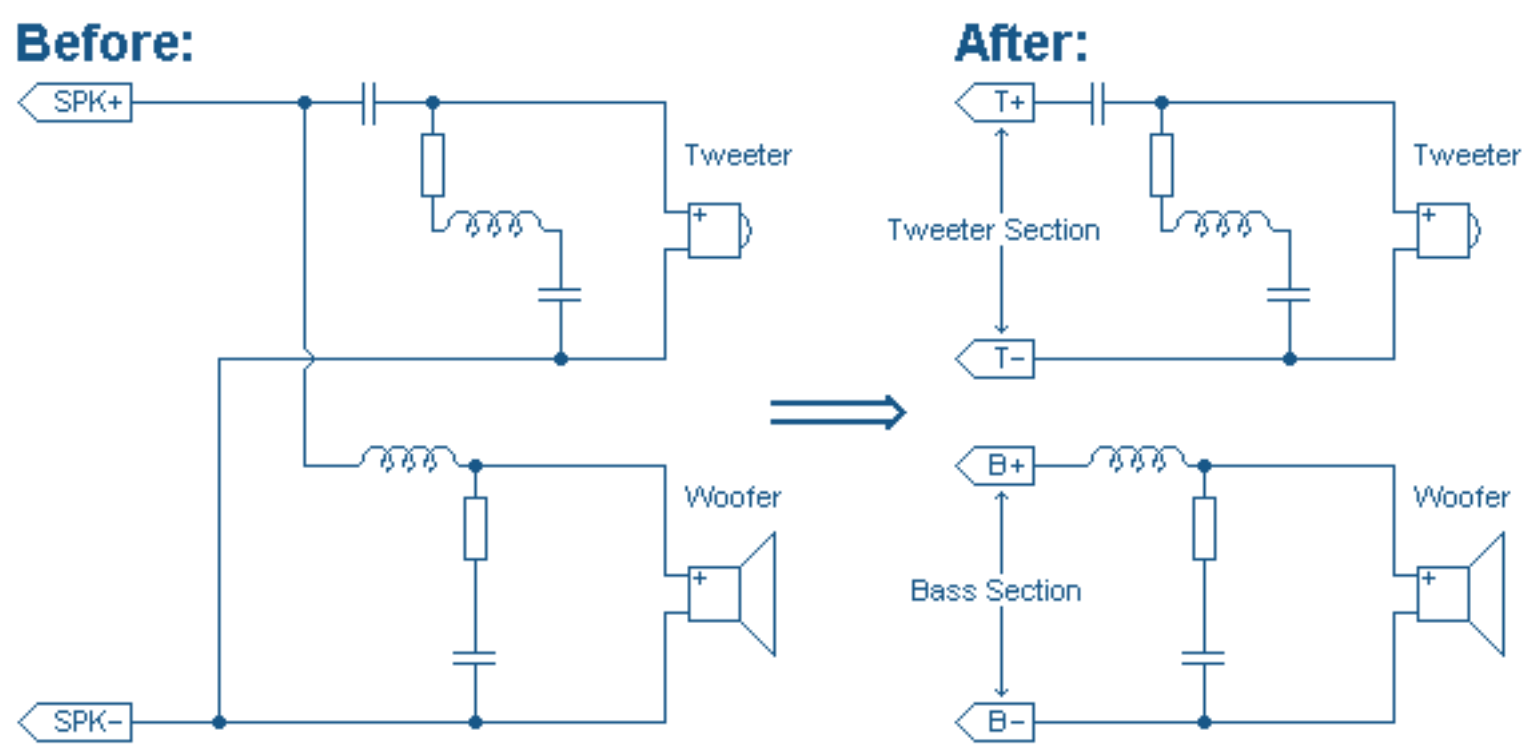 Before:
SPK+
Tweeter
+
Woofer
+
SPK−
After:
T+
Tweeter
+
Tweeter Section
T−
B+
Woofer
+
Bass Section
B−